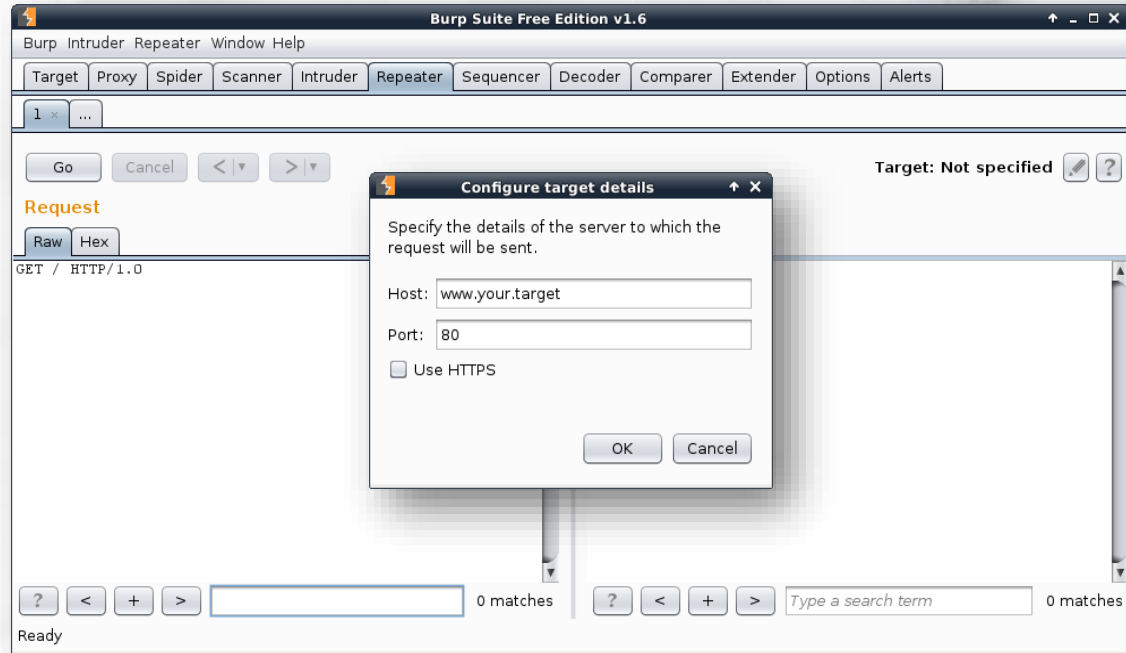 Burp Suite Free Edition v1.6
Burp Intruder Repeater Window Help
Target Proxy Spider Scanner Intruder Repeater Sequencer Decoder Comparer Extender Options Alerts
1 × ...
Go Cancel < > Target: Not specified ?
Request
Raw Hex
GET / HTTP/1.0
Configure target details
Specify the details of the server to which the
request will be sent.
Host: www.your.target
Port: 80
Use HTTPS
OK Cancel
? < + > 0 matches ? < + > Type a search term 0 matches
Ready